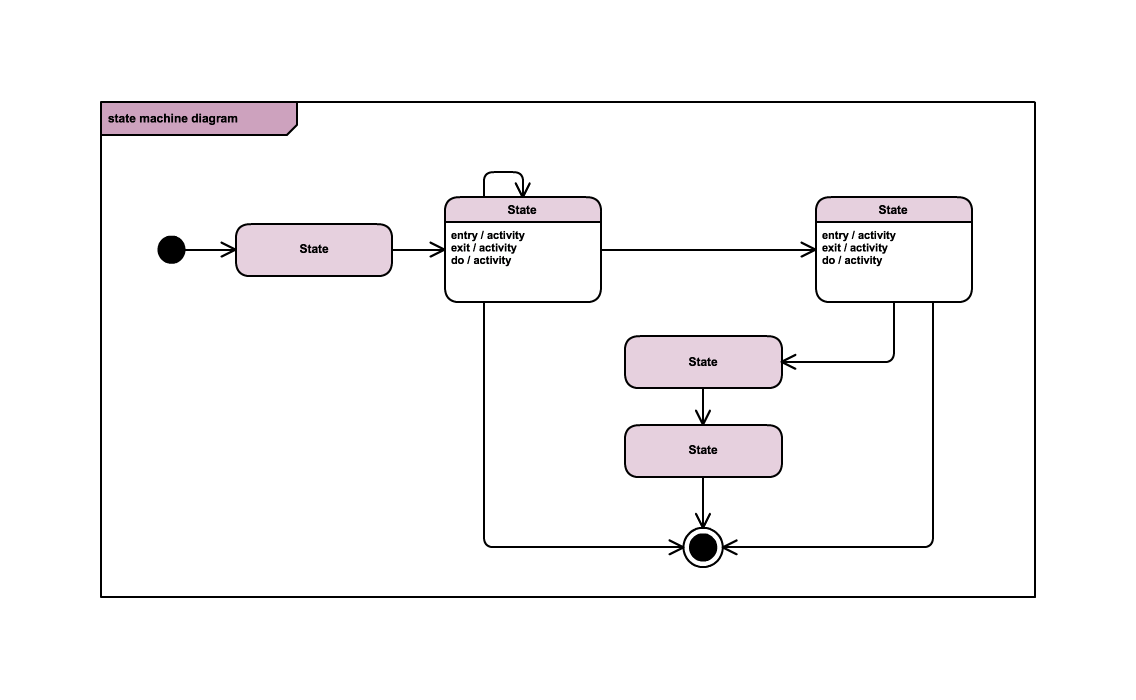 state machine diagram
State
State
entry / activity
exit / activity
do / activity
State
entry / activity
exit / activity
do / activity
State
State